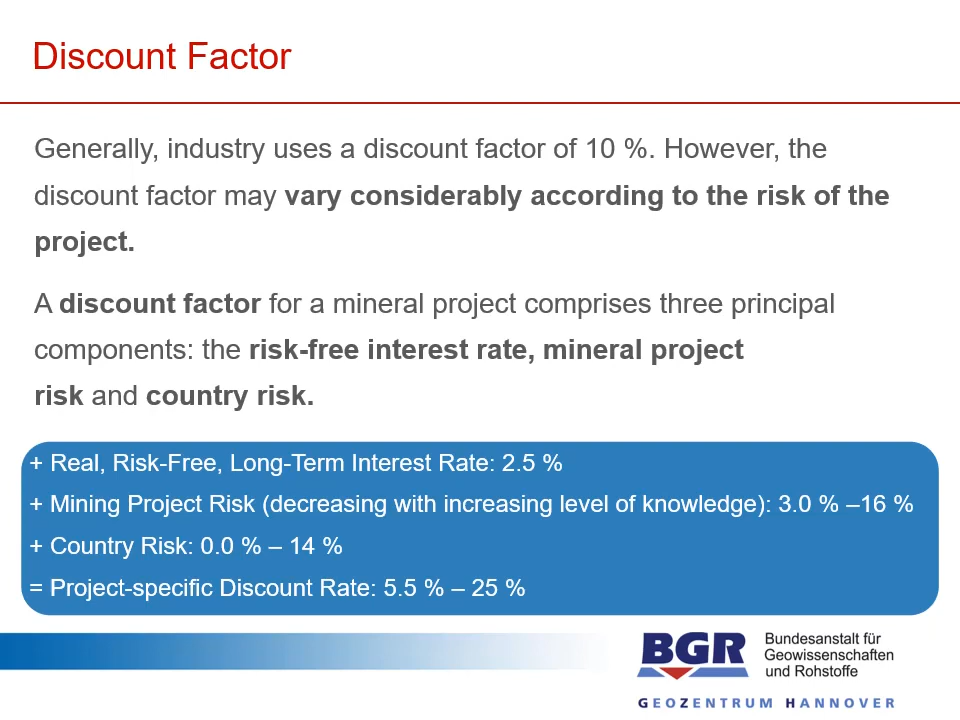 Discount Factor
Generally, industry uses a discount factor of 10 %. However, the
discount factor may vary considerably according to the risk of the
project.
A discount factor for a mineral project comprises three principal
components: the risk-free interest rate, mineral project
risk and country risk.
+ Real, Risk-Free, Long-Term Interest Rate: 2.5 %
+ Mining Project Risk (decreasing with increasing level of knowledge): 3.0 % –16 %
+ Country Risk: 0.0 % – 14 %
= Project-specific Discount Rate: 5.5 % – 25 %
BGR
Bundesanstalt für
Geowissenschaften
und Rohstoffe
GEOZENTRUM HANNOVER